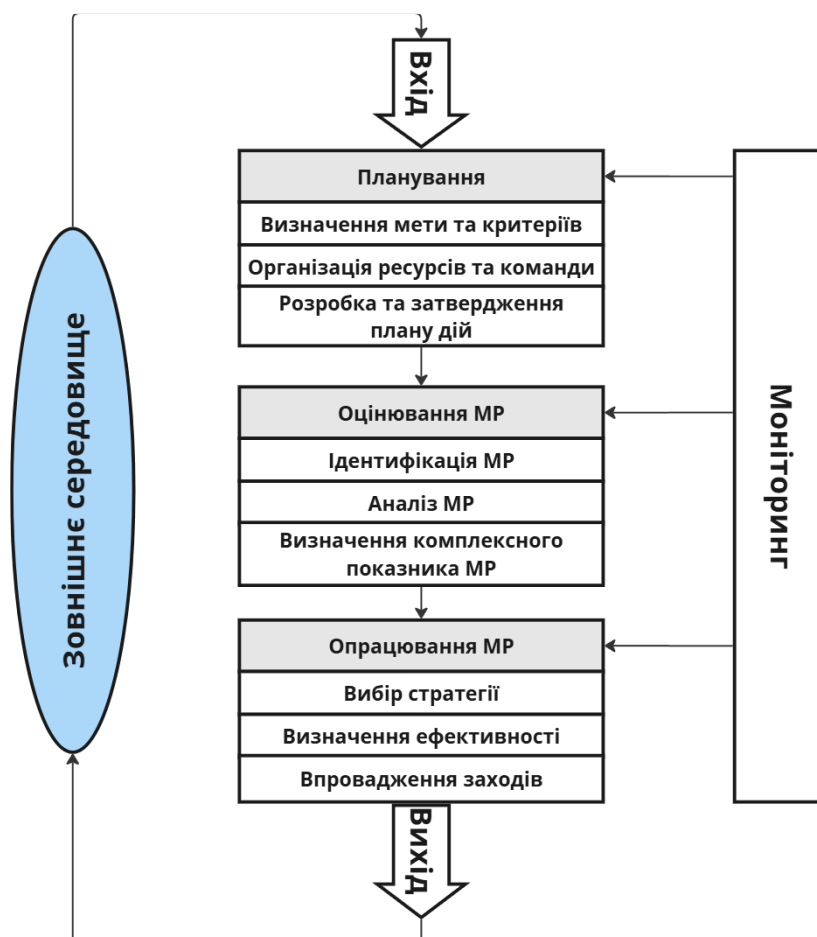 Вхід
Планування
Визначення мети та критеріїв
Організація ресурсів та команди
Розробка та затвердження
плану дій
Оцінювання МР
Ідентифікація МР
Аналіз МР
Визначення комплексного
показника МР
Опрацювання МР
Вибір стратегії
Визначення ефективності
Впровадження заходів
Вихід
Зовнішнє середовище
Моніторинг